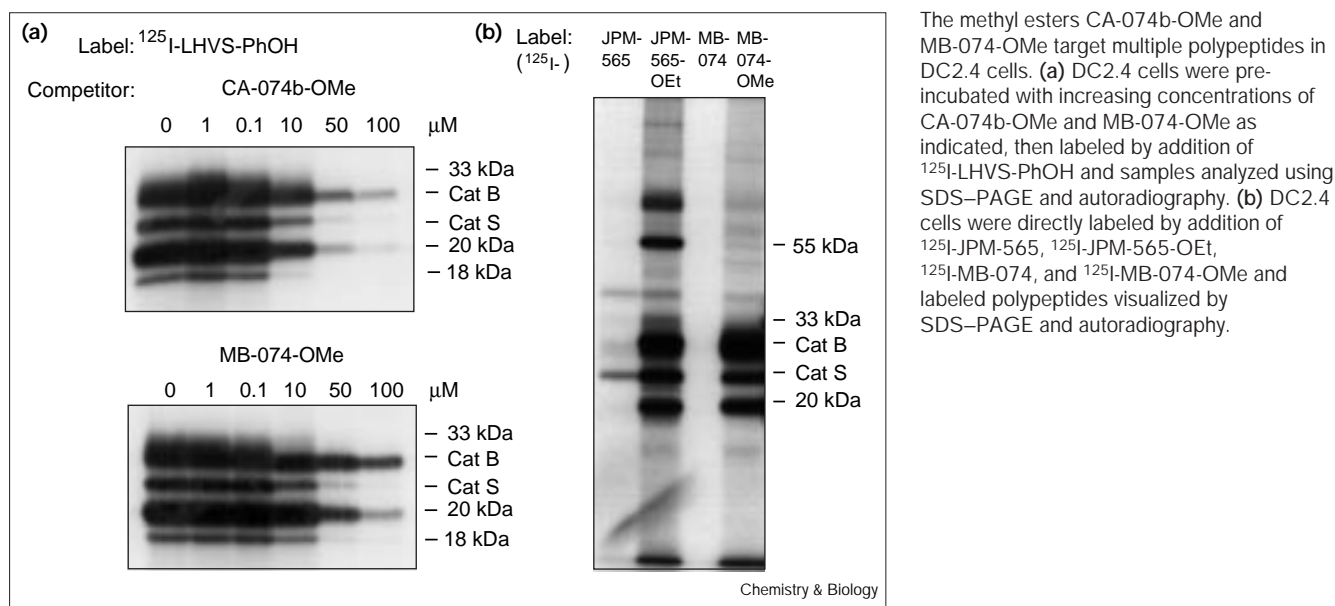 (a)
Label: ¹²⁵I-LHVS-PhOH
Competitor: CA-074b-OMe
0 1 0.1 10 50 100 μM
– 33 kDa
– Cat B
– Cat S
– 20 kDa
– 18 kDa
MB-074-OMe
0 1 0.1 10 50 100 μM
– 33 kDa
– Cat B
– Cat S
– 20 kDa
– 18 kDa
(b)
Label: JPM- JPM- MB- MB-
(¹²⁵I-) 565 565- 074 074-
OEt OMe
– 55 kDa
– 33 kDa
– Cat B
– Cat S
– 20 kDa
Chemistry & Biology
The methyl esters CA-074b-OMe and
MB-074-OMe target multiple polypeptides in
DC2.4 cells. (a) DC2.4 cells were pre-
incubated with increasing concentrations of
CA-074b-OMe and MB-074-OMe as
indicated, then labeled by addition of
¹²⁵I-LHVS-PhOH and samples analyzed using
SDS–PAGE and autoradiography. (b) DC2.4
cells were directly labeled by addition of
¹²⁵I-JPM-565, ¹²⁵I-JPM-565-OEt,
¹²⁵I-MB-074, and ¹²⁵I-MB-074-OMe and
labeled polypeptides visualized by
SDS–PAGE and autoradiography.